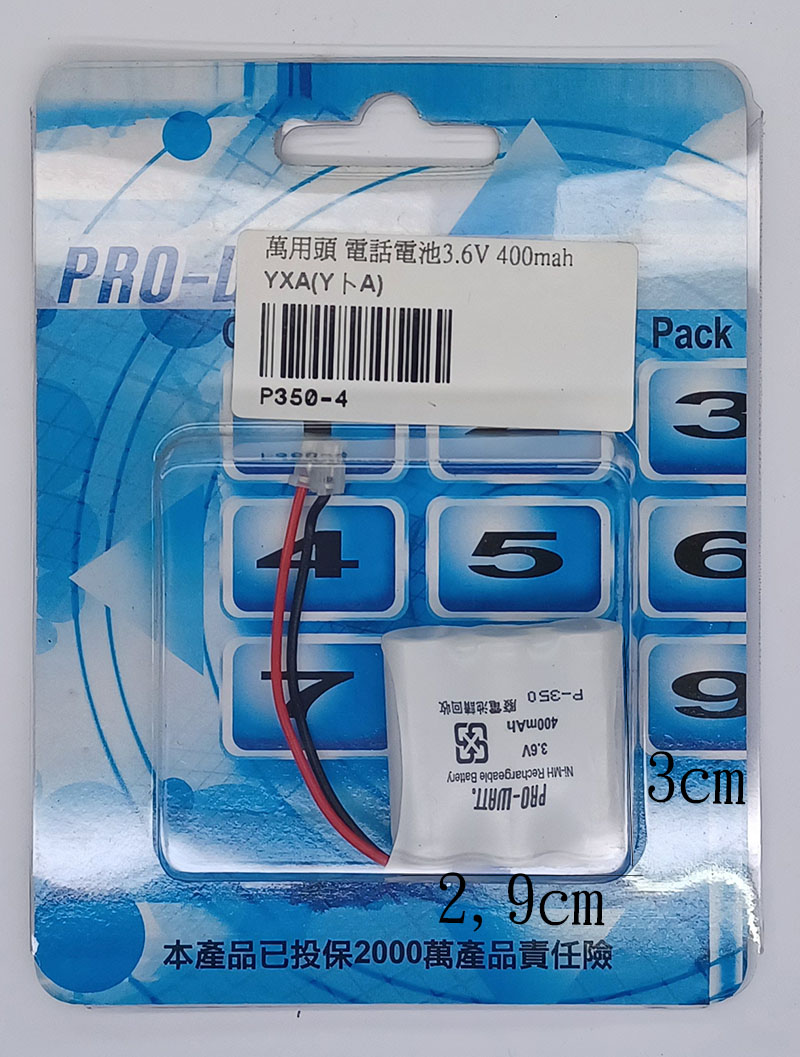 PRO-
萬用頭 電話電池3.6V 400mah
YXA(Y卜A)
P350-4
Pack
3
4
5
6
7
9
P-350
廢電池請回收
400mAh
3.6V
Ni-MH Rechargeable Battery
PRO-WATT.
3cm
2,9cm
本產品已投保2000萬產品責任險